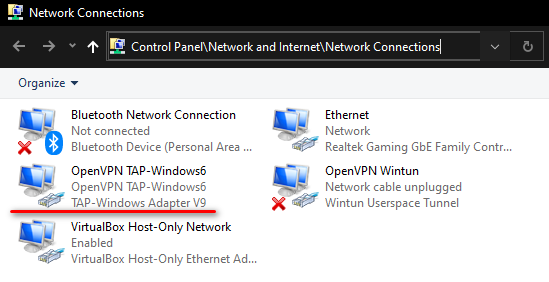 Network Connections
Control Panel\Network and Internet\Network Connections
Organize
Bluetooth Network Connection
Not connected
Bluetooth Device (Personal Area ...
Ethernet
Network
Realtek Gaming GbE Family Contr...
OpenVPN TAP-Windows6
OpenVPN TAP-Windows6
TAP-Windows Adapter V9
OpenVPN Wintun
Network cable unplugged
Wintun Userspace Tunnel
VirtualBox Host-Only Network
Enabled
VirtualBox Host-Only Ethernet Ad...